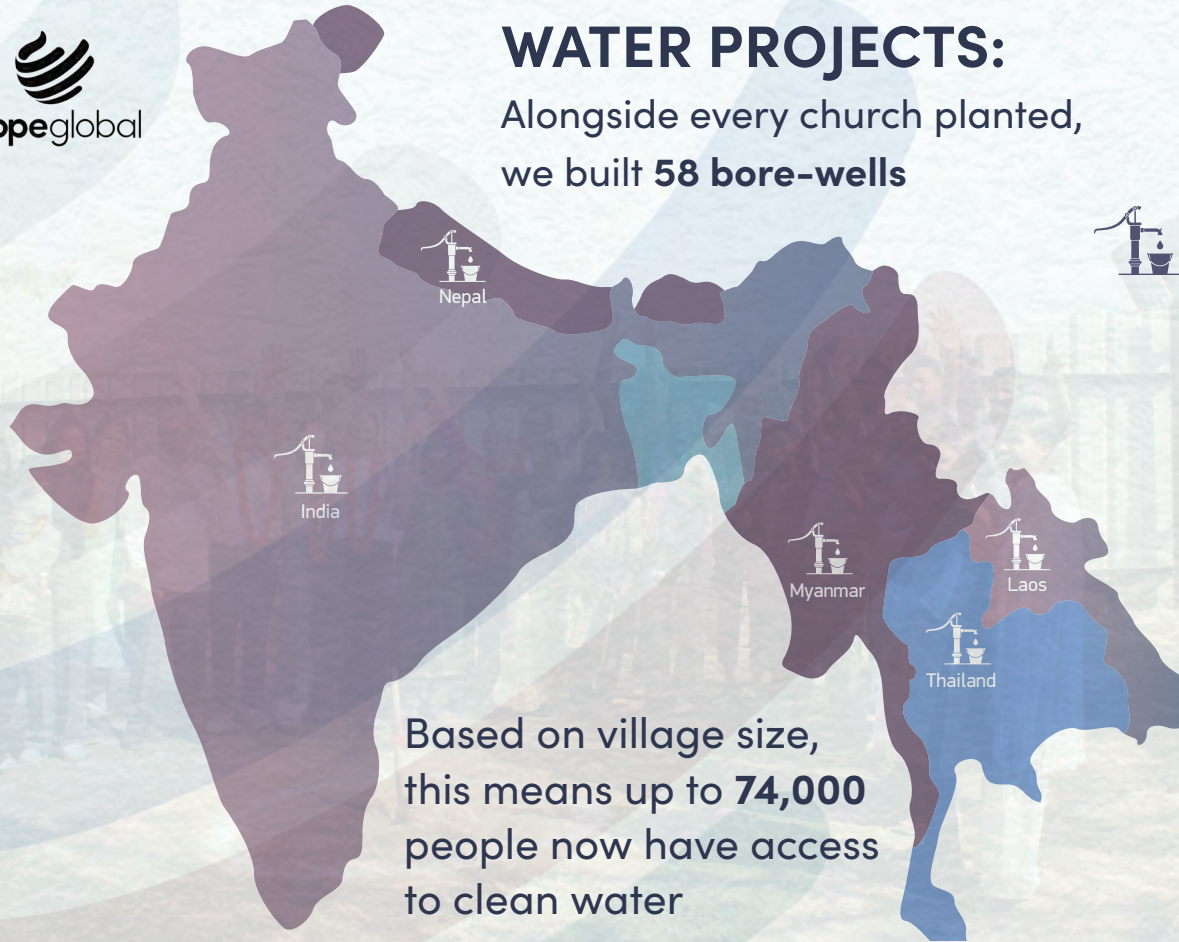 WATER PROJECTS:
Alongside every church planted,
we built 58 bore-wells
opeglobal
Nepal
India
Myanmar
Laos
Thailand
Based on village size,
this means up to 74,000
people now have access
to clean water